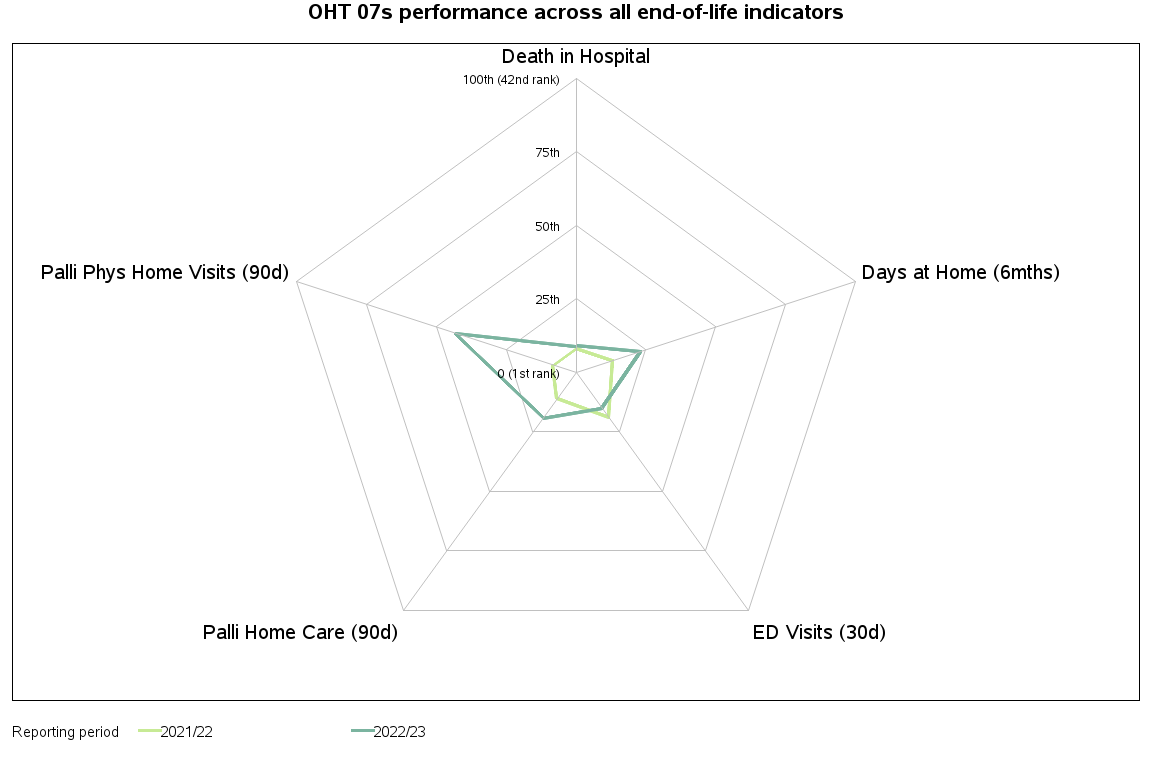 OHT 07s performance across all end-of-life indicators
Death in Hospital
100th (42nd rank)
75th
50th
25th
0 (1st rank)
Palli Phys Home Visits (90d)
Days at Home (6mths)
Palli Home Care (90d)
ED Visits (30d)
Reporting period 2021/22 2022/23